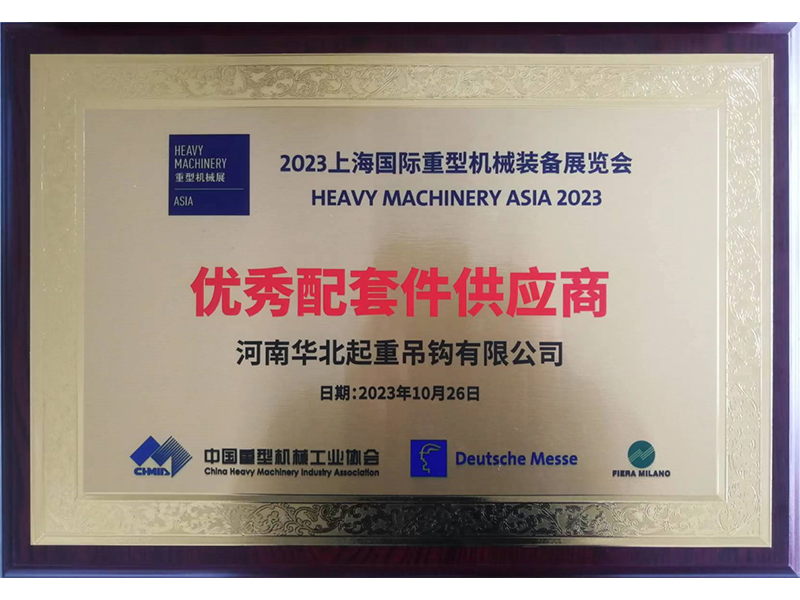 HEAVY
MACHINERY
重型机械展
ASIA
2023上海国际重型机械装备展览会
HEAVY MACHINERY ASIA 2023
优秀配套件供应商
河南华北起重吊钩有限公司
日期:2023年10月26日
CHMIA
中国重型机械工业协会
China Heavy Machinery Industry Association
Deutsche Messe
FIERA MILANO